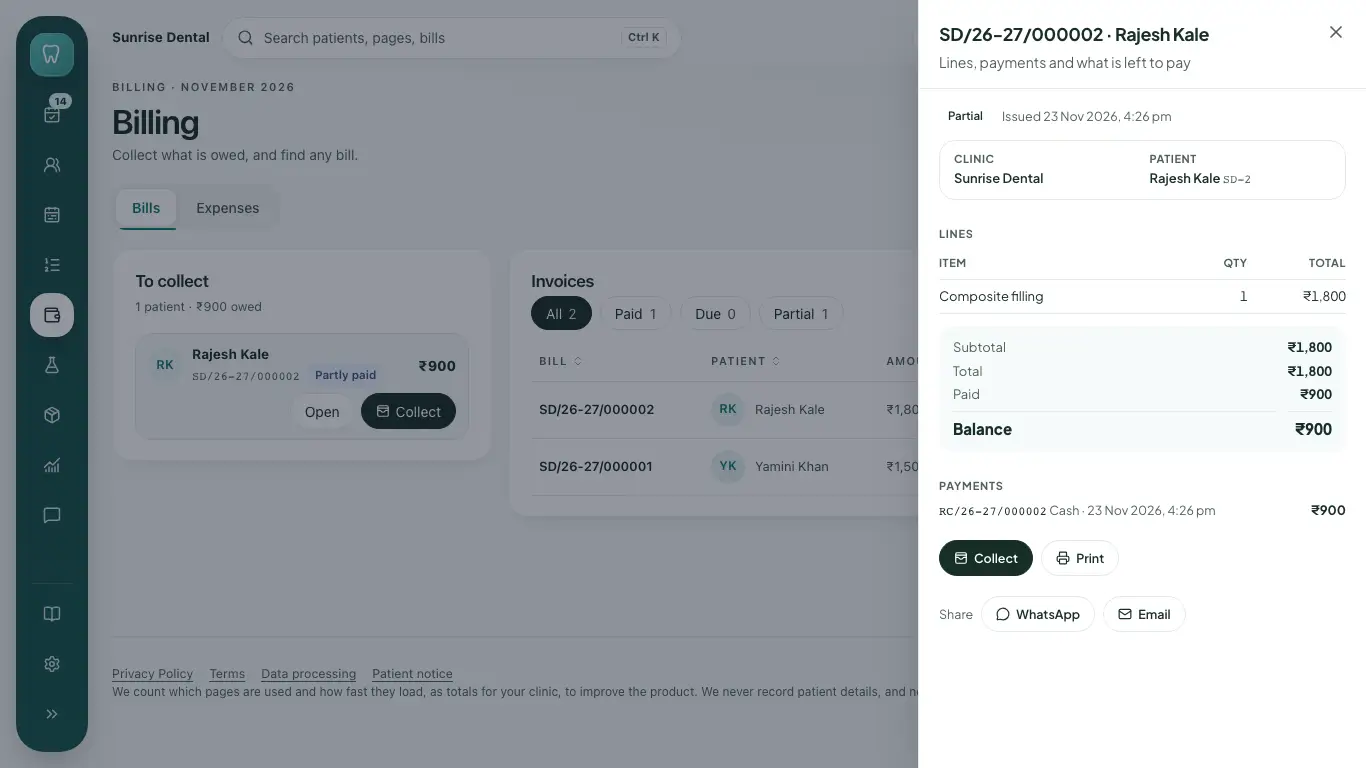 14
Sunrise Dental
Search patients, pages, bills
Ctrl K
BILLING · NOVEMBER 2026
Billing
Collect what is owed, and find any bill.
Bills
Expenses
To collect
1 patient · ₹900 owed
RK
Rajesh Kale
SD/26-27/000002
Partly paid
₹900
Open
Collect
Invoices
All 2
Paid 1
Due 0
Partial 1
BILL
PATIENT
SD/26-27/000002
RK
Rajesh Kale
SD/26-27/000001
YK
Yamini Khan
Privacy Policy
Terms
Data processing
Patient notice
We count which pages are used and how fast they load, as totals for your clinic, to improve the product. We never record patient details, and
SD/26-27/000002 · Rajesh Kale
Lines, payments and what is left to pay
Partial
Issued 23 Nov 2026, 4:26 pm
CLINIC
PATIENT
Sunrise Dental
Rajesh Kale SD-2
LINES
ITEM QTY TOTAL
Composite filling 1 ₹1,800
Subtotal ₹1,800
Total ₹1,800
Paid ₹900
Balance ₹900
PAYMENTS
RC/26-27/000002 Cash · 23 Nov 2026, 4:26 pm ₹900
Collect
Print
Share
WhatsApp
Email